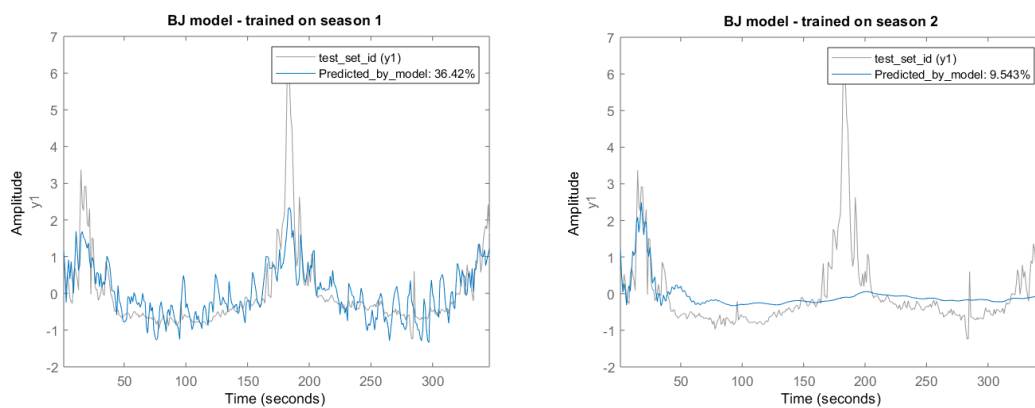 BJ model - trained on season 1
7
6
5
4
3
2
1
0
-1
-2
Amplitude
y1
test_set_id (y1)
Predicted_by_model: 36.42%
50
100
150
200
250
300
Time (seconds)
BJ model - trained on season 2
7
6
5
4
3
2
1
0
-1
-2
Amplitude
y1
test_set_id (y1)
Predicted_by_model: 9.543%
50
100
150
200
250
300
Time (seconds)